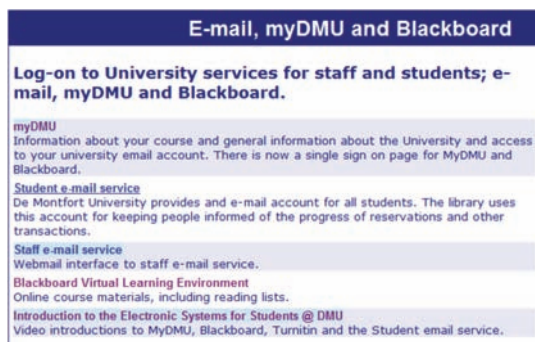 E-mail, myDMU and Blackboard
Log-on to University services for staff and students; e-
mail, myDMU and Blackboard.
myDMU
Information about your course and general information about the University and access
to your university email account. There is now a single sign on page for MyDMU and
Blackboard.
Student e-mail service
De Montfort University provides and e-mail account for all students. The library uses
this account for keeping people informed of the progress of reservations and other
transactions.
Staff e-mail service
Webmail interface to staff e-mail service.
Blackboard Virtual Learning Environment
Online course materials, including reading lists.
Introduction to the Electronic Systems for Students @ DMU
Video introductions to MyDMU, Blackboard, Turnitin and the Student email service.